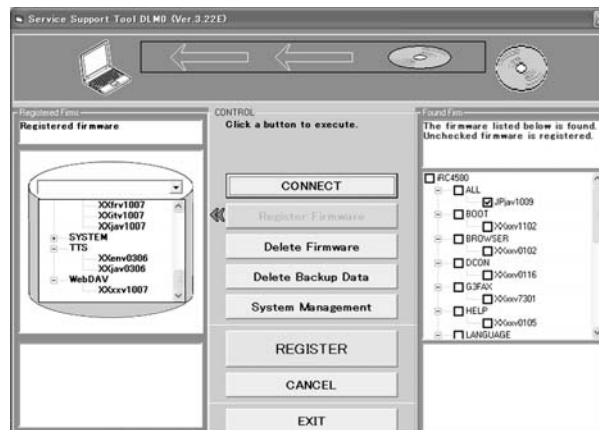 Service Support Tool DLM0 (Ver.3.22E)
Registered Firms
Registered firmware
XXfrv1007
XXitv1007
XXjav1007
SYSTEM
TTS
XXenv0306
XXjav0306
WebDAV
XXxxv1007
CONTROL
Click a button to execute.
CONNECT
Register Firmware
Delete Firmware
Delete Backup Data
System Management
REGISTER
CANCEL
EXIT
Found Firm
The firmware listed below is found.
Unchecked firmware is registered.
iRC4580
ALL
JPjav1009
BOOT
XXxxv1102
BROWSER
XXxxv0102
DCON
XXxxv0116
G3FAX
XXxxv7301
HELP
XXxxv0105
LANGUAGE